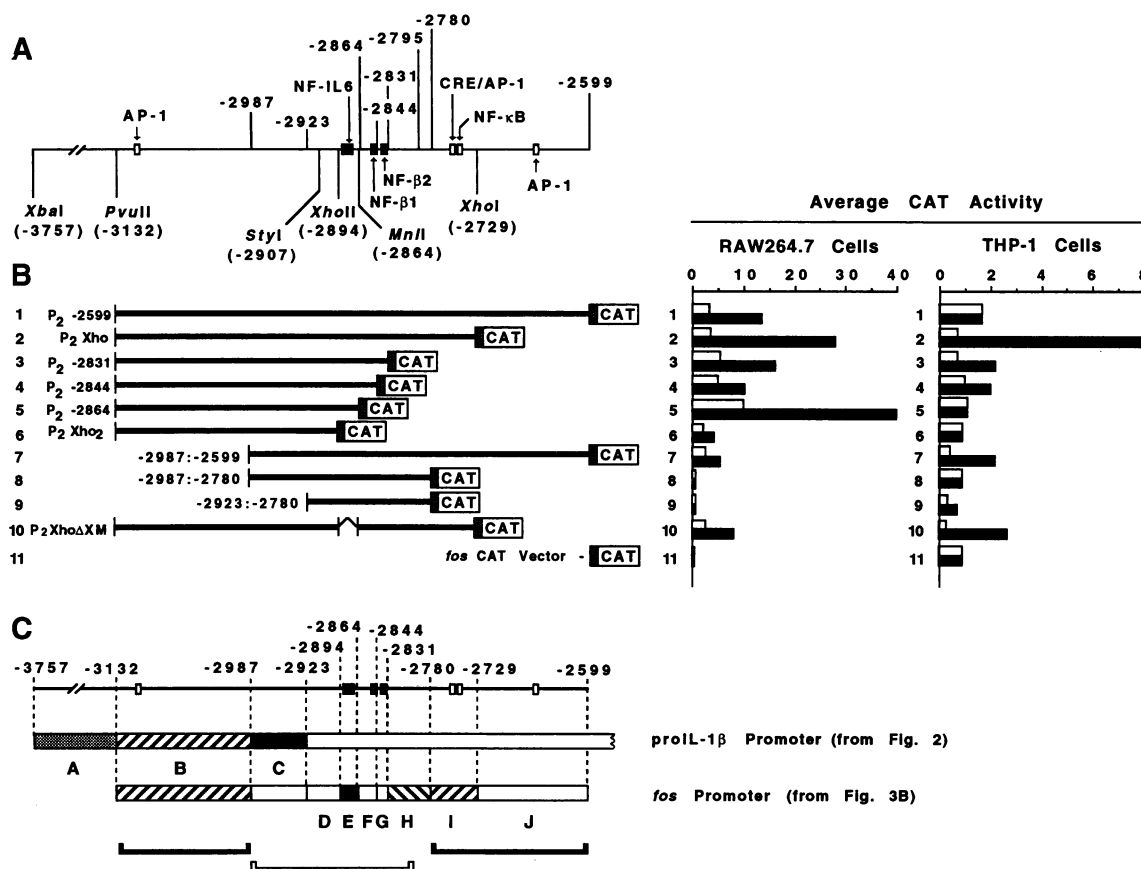 A
-2780
-2864
-2795
NF-IL6
-2831
CRE/AP-1
-2599
-2987
-2844
NF-κB
AP-1
-2923
NF-β2
NF-β1
AP-1
XbaI
(-3757)
PvuII
(-3132)
StyI
(-2907)
XhoII
(-2894)
MnlI
(-2864)
XhoI
(-2729)
Average CAT Activity
RAW264.7 Cells
THP-1 Cells
0 10 20 30 40
0 2 4 6 8
B
1 P2 -2599 CAT 1 1
2 P2 Xho CAT 2 2
3 P2 -2831 CAT 3 3
4 P2 -2844 CAT 4 4
5 P2 -2864 CAT 5 5
6 P2 Xho2 CAT 6 6
7 -2987:-2599 CAT 7 7
8 -2987:-2780 CAT 8 8
9 -2923:-2780 CAT 9 9
10 P2XhoΔXM CAT 10 10
11 fos CAT Vector - CAT 11 11
C
-2864 -2844
-2894 -2831
-3757 -3132 -2987 -2923 -2780 -2729 -2599
proIL-1β Promoter (from Fig. 2)
A B C
fos Promoter (from Fig. 3B)
D E F G H I J